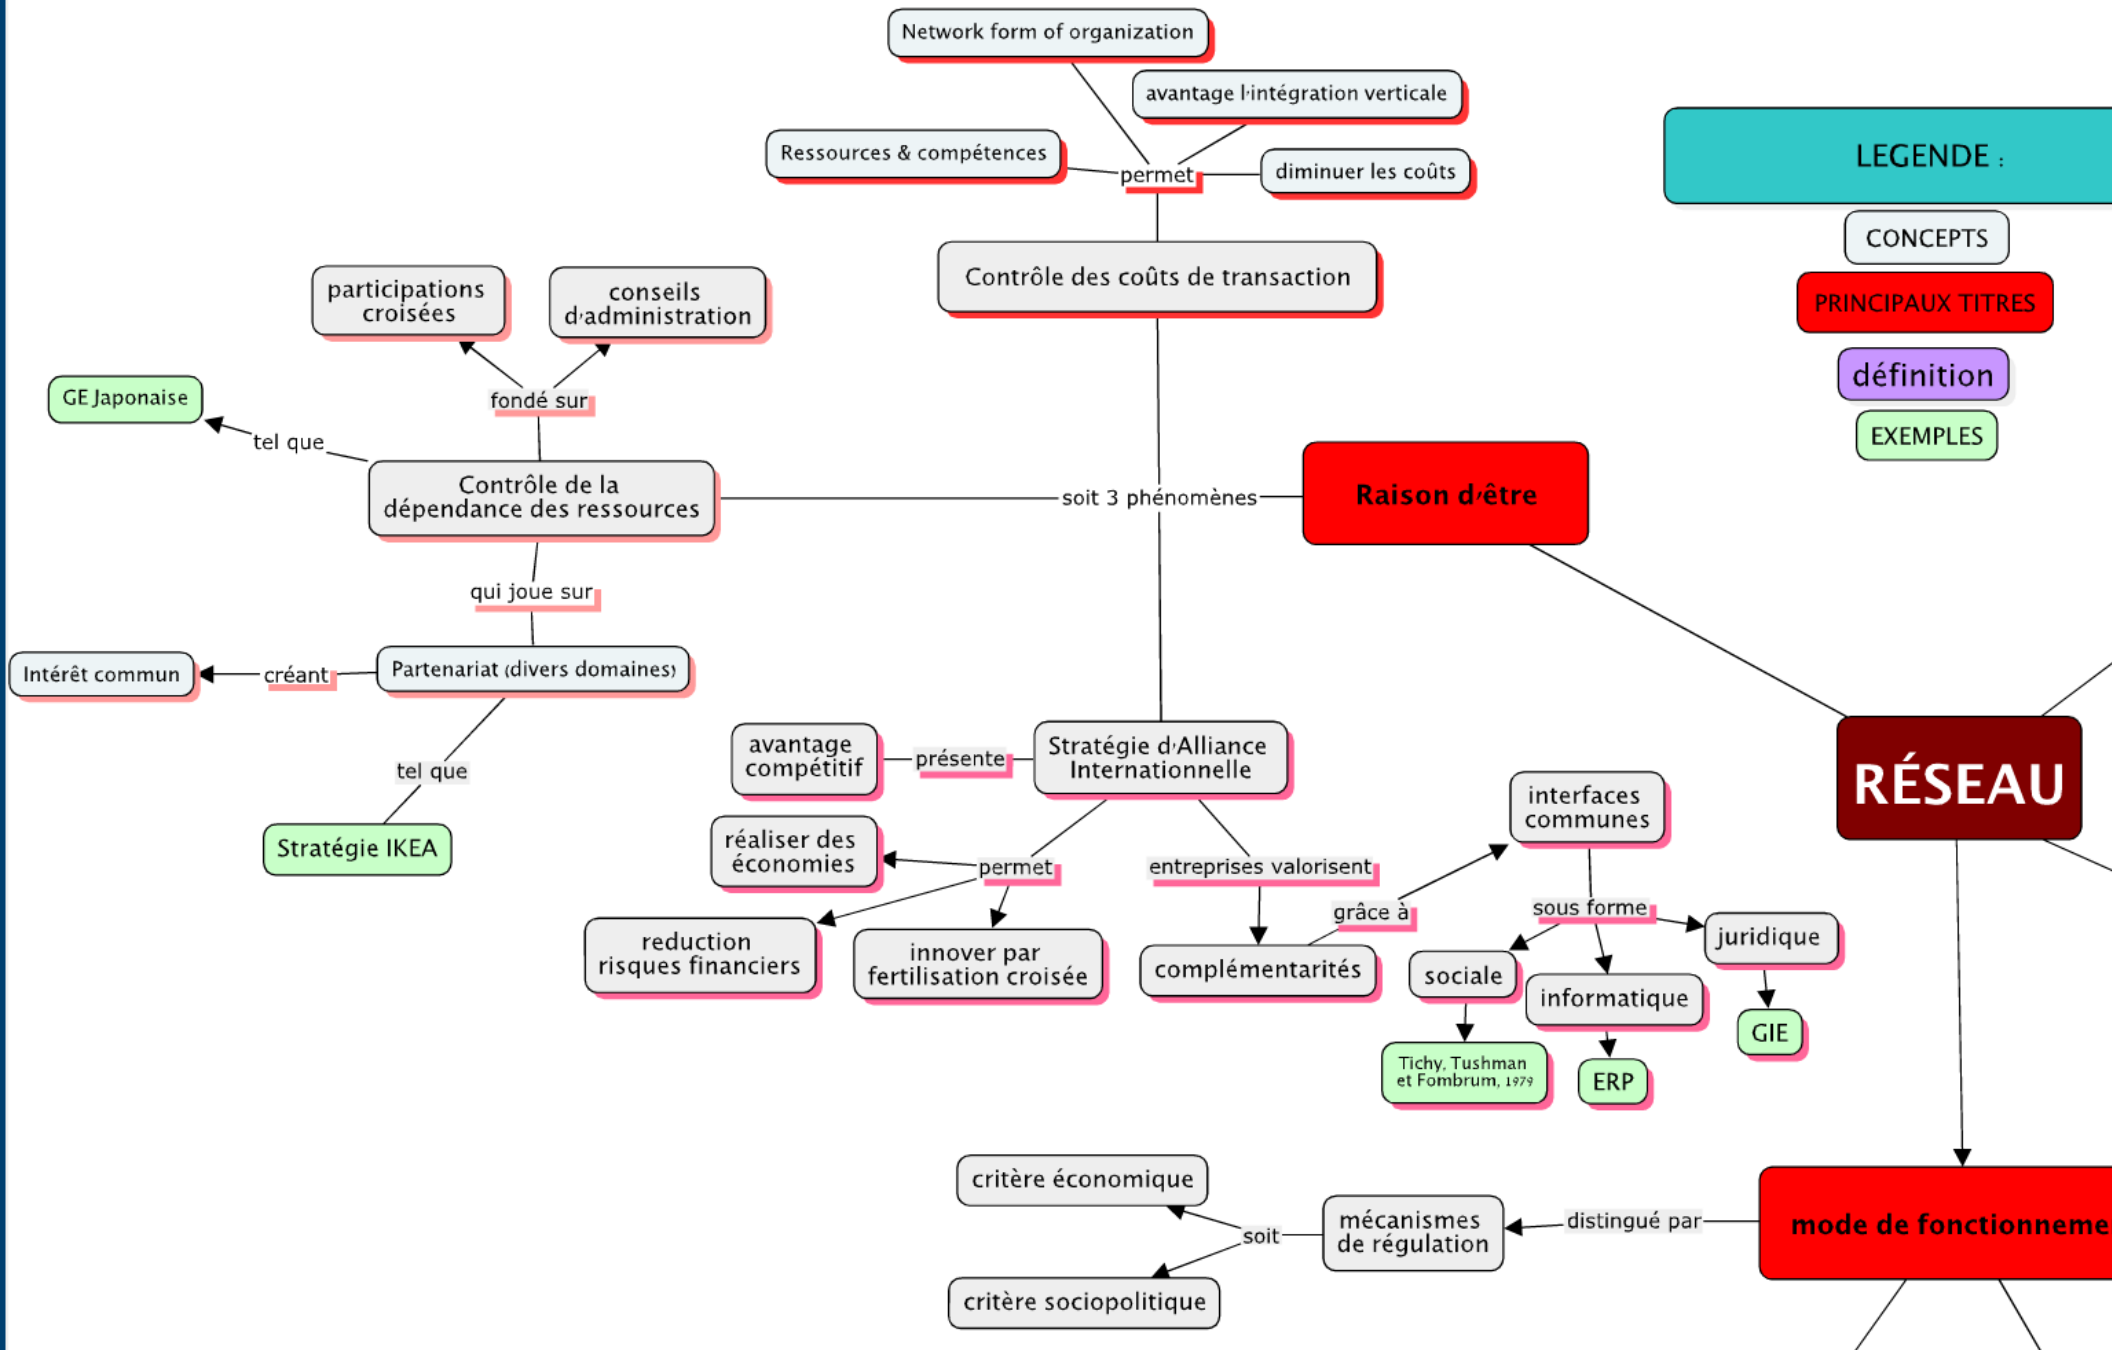 Network form of organization
avantage l'intégration verticale
Ressources & compétences
permet
diminuer les coûts
LEGENDE :
CONCEPTS
PRINCIPAUX TITRES
définition
EXEMPLES
Contrôle des coûts de transaction
participations
croisées
conseils
d'administration
fondé sur
GE Japonaise
tel que
Contrôle de la
dépendance des ressources
soit 3 phénomènes
Raison d'être
qui joue sur
Intérêt commun
créant
Partenariat (divers domaines)
tel que
Stratégie IKEA
avantage
compétitif
présente
Stratégie d'Alliance
Internationnelle
RÉSEAU
réaliser des
économies
permet
reduction
risques financiers
innover par
fertilisation croisée
entreprises valorisent
complémentarités
grâce à
interfaces
communes
sous forme
sociale
informatique
juridique
Tichy, Tushman
et Fombrum, 1979
ERP
GIE
critère économique
soit
critère sociopolitique
mécanismes
de régulation
distingué par
mode de fonctionneme